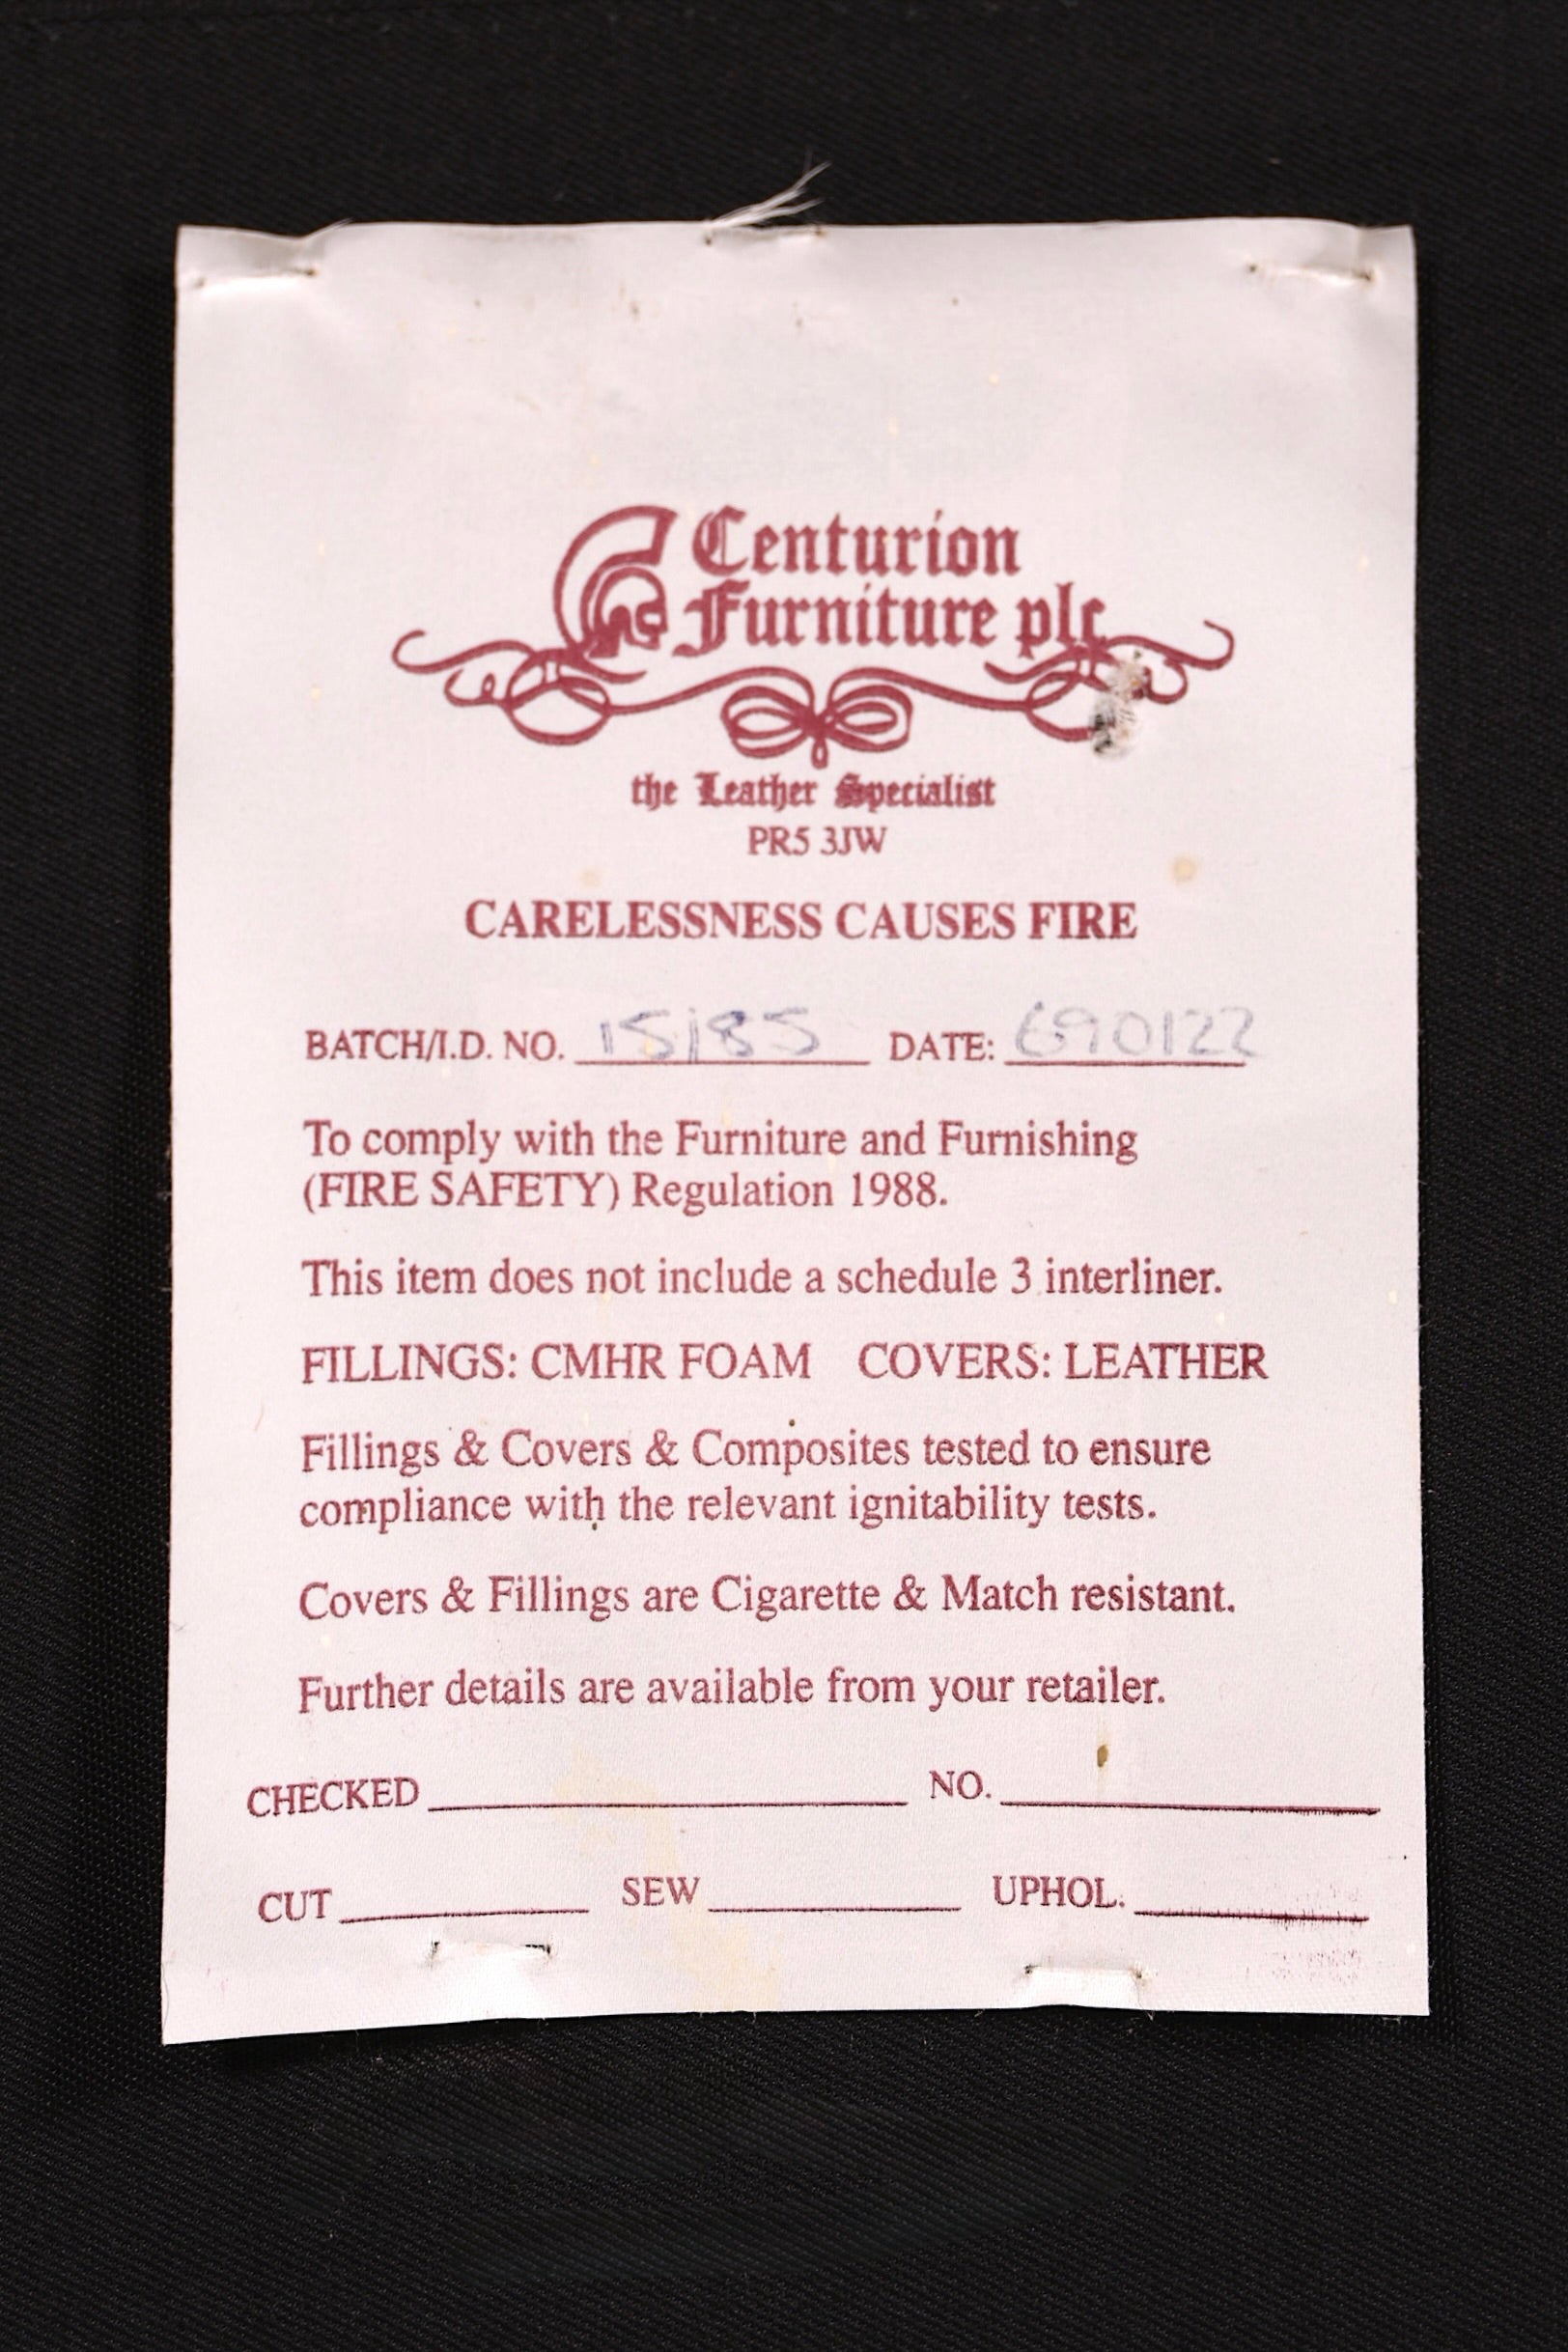 Centurion
Furniture plc
the Leather Specialist
PR5 3JW
CARELESSNESS CAUSES FIRE
BATCH/I.D. NO. 15185 DATE: 690122
To comply with the Furniture and Furnishing
(FIRE SAFETY) Regulation 1988.
This item does not include a schedule 3 interliner.
FILLINGS: CMHR FOAM COVERS: LEATHER
Fillings & Covers & Composites tested to ensure
compliance with the relevant ignitability tests.
Covers & Fillings are Cigarette & Match resistant.
Further details are available from your retailer.
CHECKED NO.
CUT SEW UPHOL.